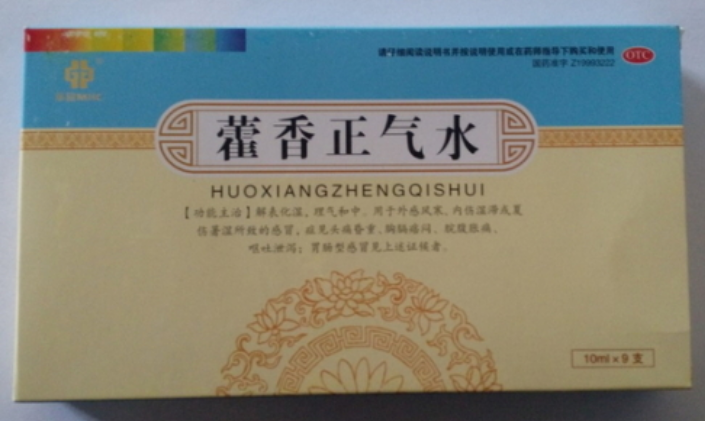 请仔细阅读说明书并按说明使用或在药师指导下购买和使用
国药准字 Z19993222
OTC
藿香正气水
HUOXIANGZHENGQISHUI
【功能主治】解表化湿，理气和中。用于外感风寒、内伤湿滞或夏
伤暑湿所致的感冒，症见头痛昏重、胸膈痞闷、脘腹胀痛、
呕吐泄泻；胃肠型感冒见上述证候者。
10ml×9支